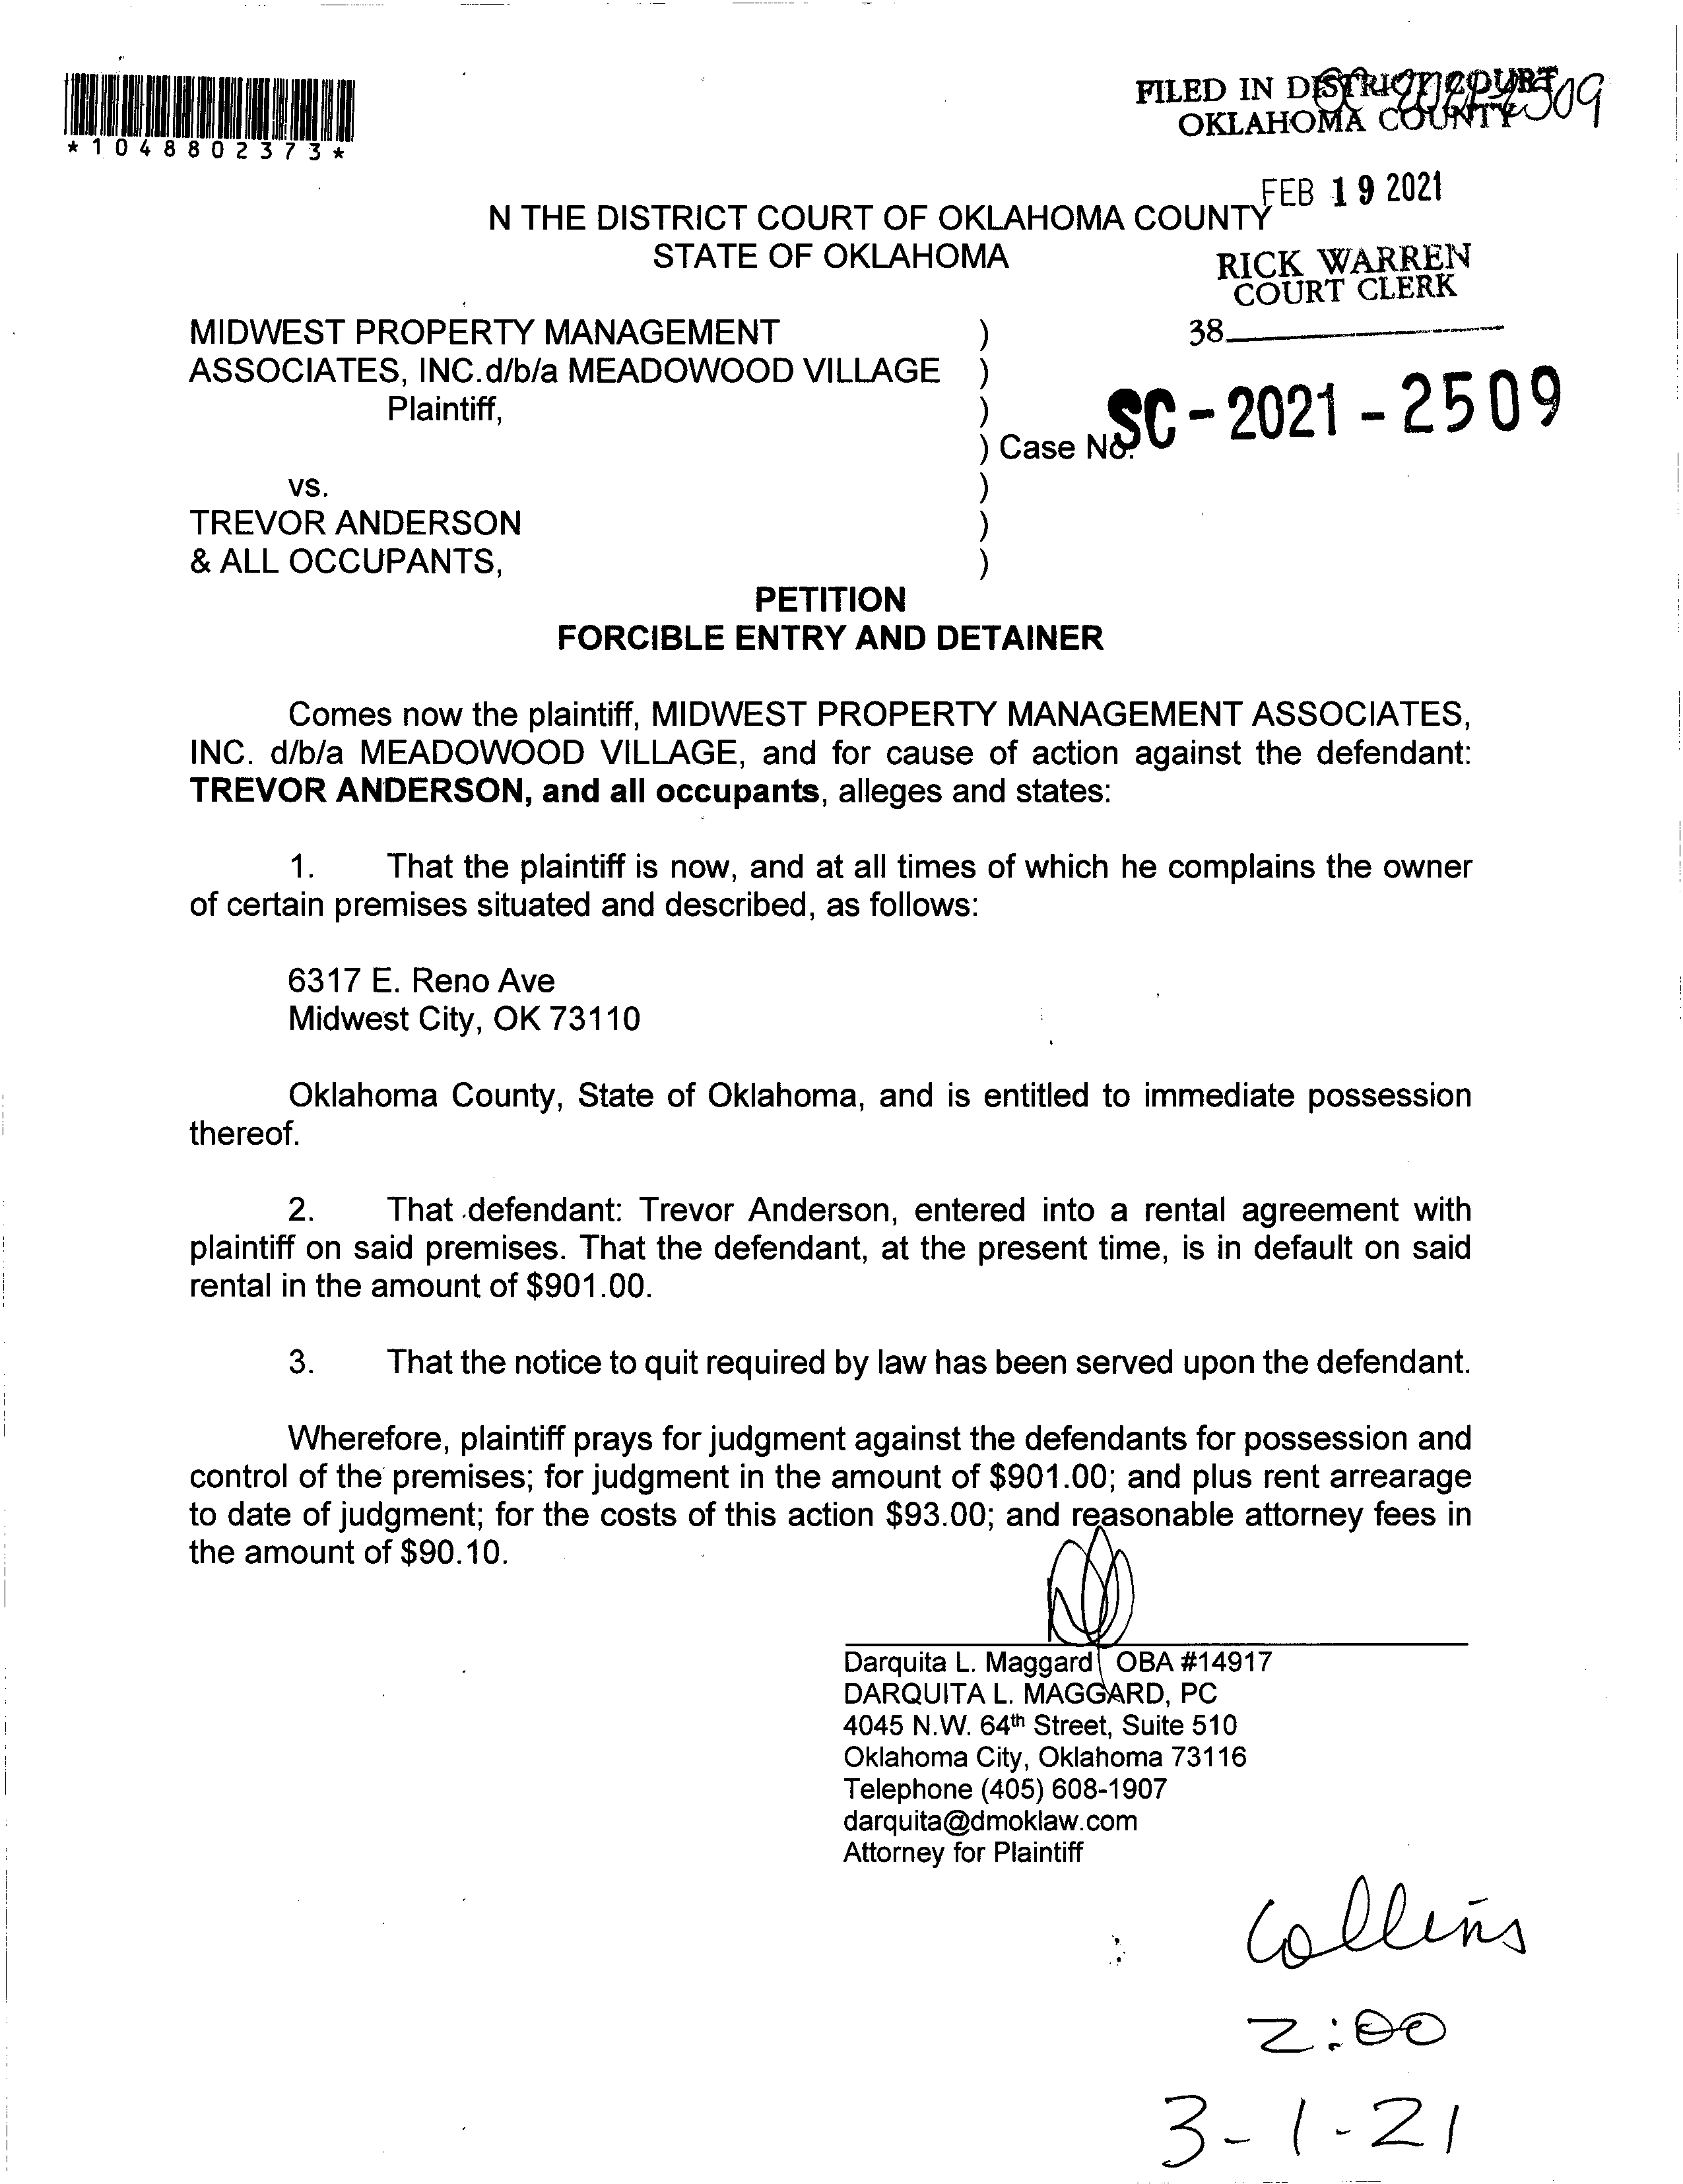 *1048802373*
FILED IN DISTRICT COURT
OKLAHOMA COUNTY
FEB 19 2021
N THE DISTRICT COURT OF OKLAHOMA COUNTY
STATE OF OKLAHOMA
RICK WARREN
COURT CLERK
38
MIDWEST PROPERTY MANAGEMENT )
ASSOCIATES, INC.d/b/a MEADOWOOD VILLAGE )
Plaintiff, )
) Case No. SC-2021-2509
vs. )
TREVOR ANDERSON )
& ALL OCCUPANTS, )
PETITION
FORCIBLE ENTRY AND DETAINER
Comes now the plaintiff, MIDWEST PROPERTY MANAGEMENT ASSOCIATES,
INC. d/b/a MEADOWOOD VILLAGE, and for cause of action against the defendant:
TREVOR ANDERSON, and all occupants, alleges and states:
1. That the plaintiff is now, and at all times of which he complains the owner
of certain premises situated and described, as follows:
6317 E. Reno Ave
Midwest City, OK 73110
Oklahoma County, State of Oklahoma, and is entitled to immediate possession
thereof.
2. That defendant: Trevor Anderson, entered into a rental agreement with
plaintiff on said premises. That the defendant, at the present time, is in default on said
rental in the amount of $901.00.
3. That the notice to quit required by law has been served upon the defendant.
Wherefore, plaintiff prays for judgment against the defendants for possession and
control of the premises; for judgment in the amount of $901.00; and plus rent arrearage
to date of judgment; for the costs of this action $93.00; and reasonable attorney fees in
the amount of $90.10.
Darquita L. Maggard OBA #14917
DARQUITA L. MAGGARD, PC
4045 N.W. 64th Street, Suite 510
Oklahoma City, Oklahoma 73116
Telephone (405) 608-1907
darquita@dmoklaw.com
Attorney for Plaintiff
Collins
2:00
3-1-21